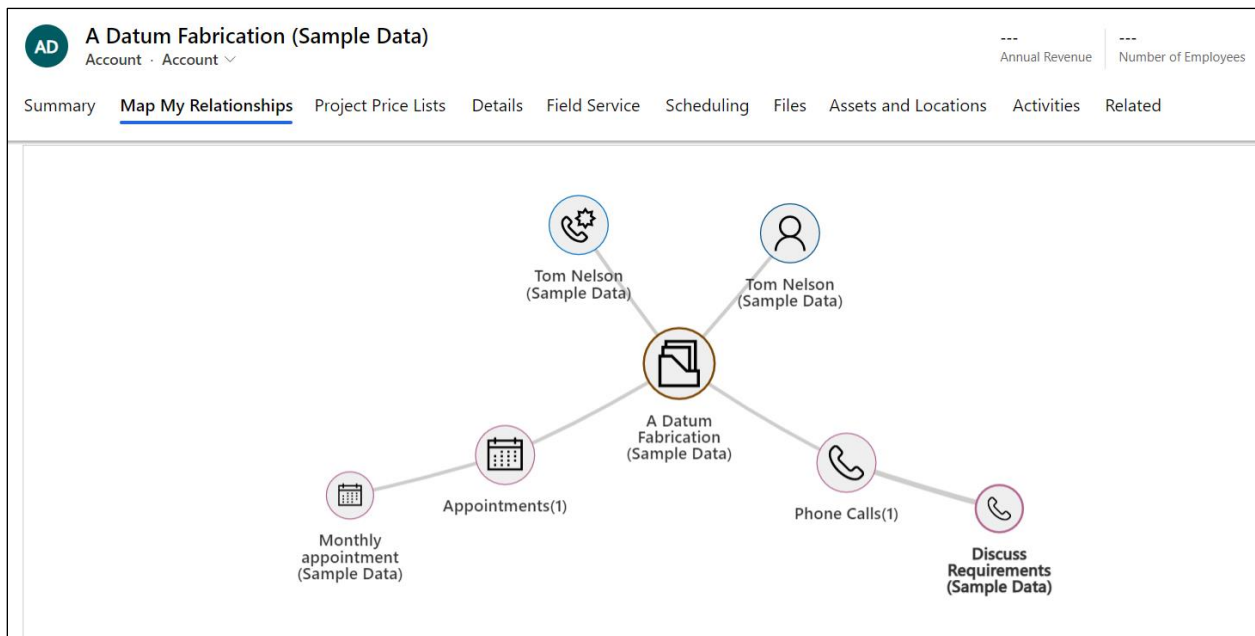 AD
A Datum Fabrication (Sample Data)
Account · Account
---
Annual Revenue
---
Number of Employees
Summary Map My Relationships Project Price Lists Details Field Service Scheduling Files Assets and Locations Activities Related
Tom Nelson
(Sample Data)
Tom Nelson
(Sample Data)
A Datum
Fabrication
(Sample Data)
Appointments(1)
Phone Calls(1)
Monthly
appointment
(Sample Data)
Discuss
Requirements
(Sample Data)